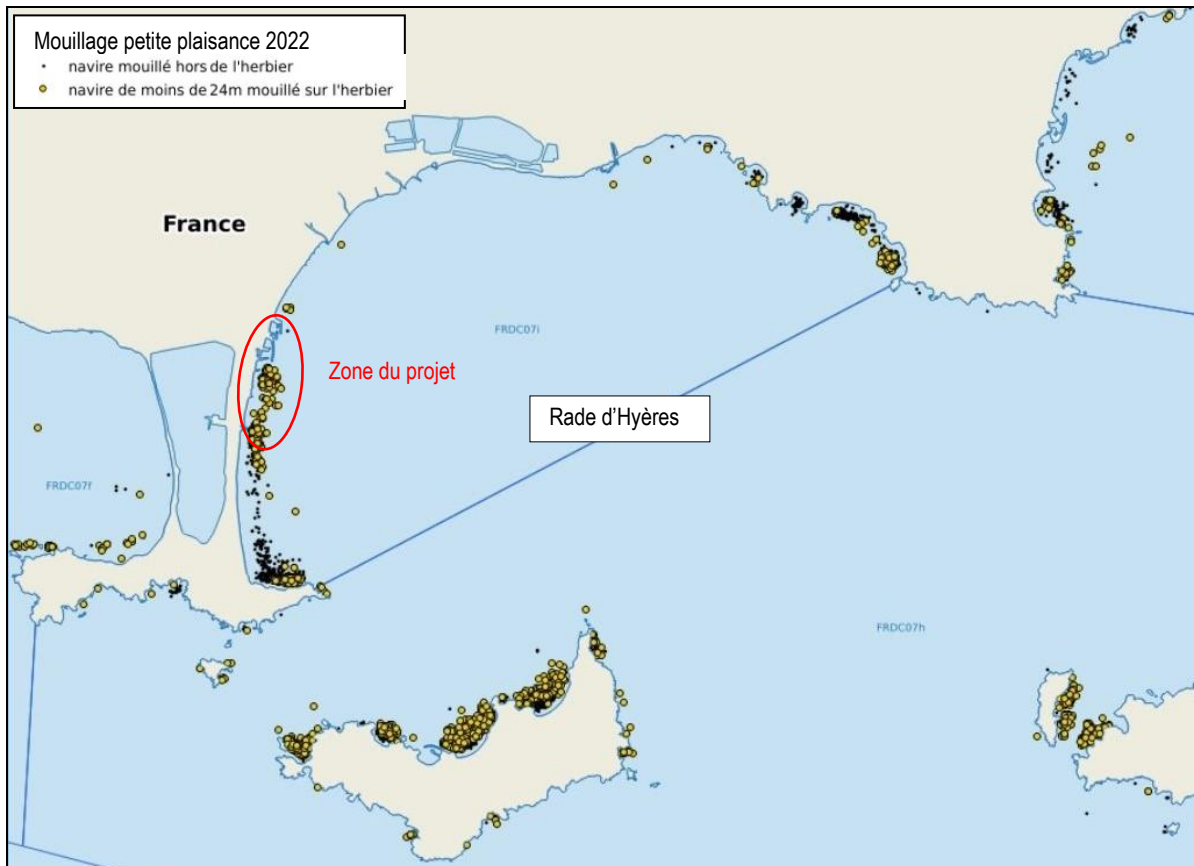 Mouillage petite plaisance 2022
navire mouillé hors de l'herbier
navire de moins de 24m mouillé sur l'herbier
France
FRDC07i
Zone du projet
Rade d'Hyères
FRDC07f
FRDC07h